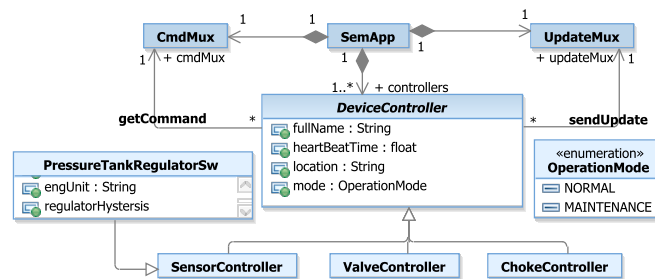 1 1 1 1
CmdMux SemApp UpdateMux
1 + cmdMux 1 1 + updateMux 1
1..* + controllers
getCommand * DeviceController * sendUpdate
fullName : String
heartBeatTime : float
location : String
mode : OperationMode
«enumeration»
OperationMode
NORMAL
MAINTENANCE
PressureTankRegulatorSw
engUnit : String
regulatorHystersis
SensorController ValveController ChokeController